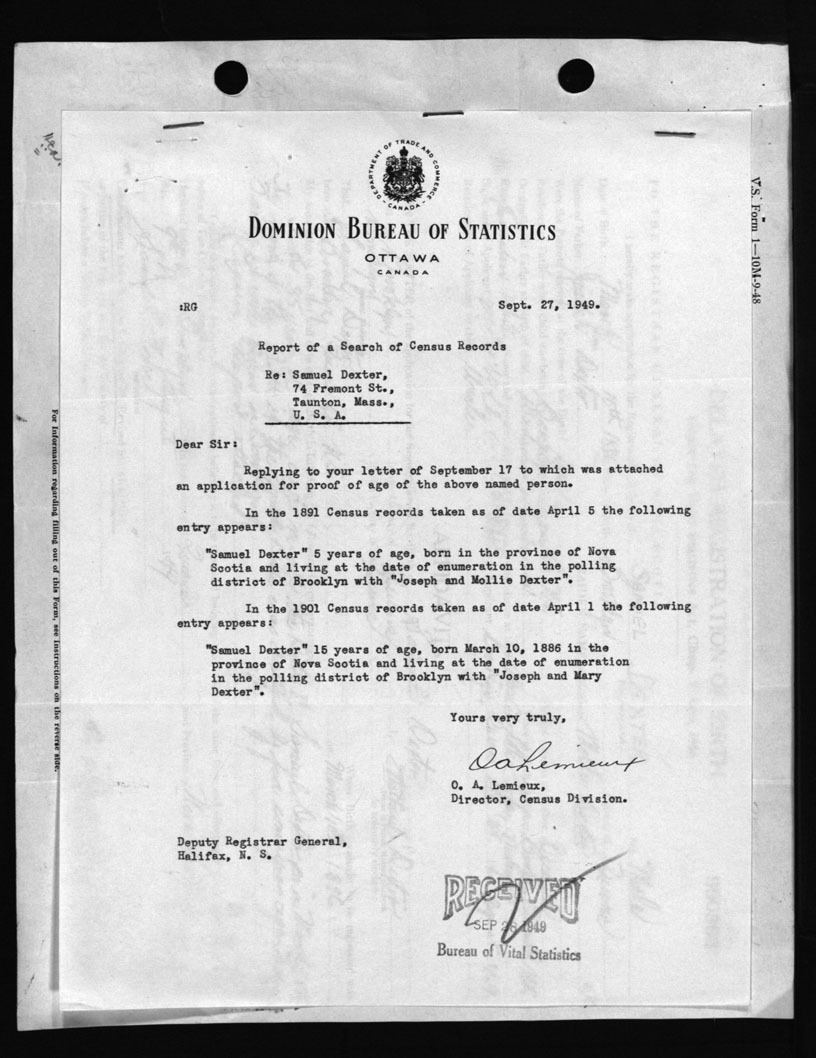 DEPARTMENT OF TRADE AND COMMERCE
CANADA
DOMINION BUREAU OF STATISTICS
OTTAWA
CANADA
:RG
Sept. 27, 1949.
Report of a Search of Census Records
Re: Samuel Dexter,
74 Fremont St.,
Taunton, Mass.,
U. S. A.
Dear Sir:
Replying to your letter of September 17 to which was attached
an application for proof of age of the above named person.
In the 1891 Census records taken as of date April 5 the following
entry appears:
"Samuel Dexter" 5 years of age, born in the province of Nova
Scotia and living at the date of enumeration in the polling
district of Brooklyn with "Joseph and Mollie Dexter".
In the 1901 Census records taken as of date April 1 the following
entry appears:
"Samuel Dexter" 15 years of age, born March 10, 1886 in the
province of Nova Scotia and living at the date of enumeration
in the polling district of Brooklyn with "Joseph and Mary
Dexter".
Yours very truly,
OALemieux
O. A. Lemieux,
Director, Census Division.
Deputy Registrar General,
Halifax, N. S.
RECEIVED
SEP 28 1949
Bureau of Vital Statistics
V.S. Form 1—10M-9-48
For Information regarding filling out of this Form, see Instructions on the reverse side.